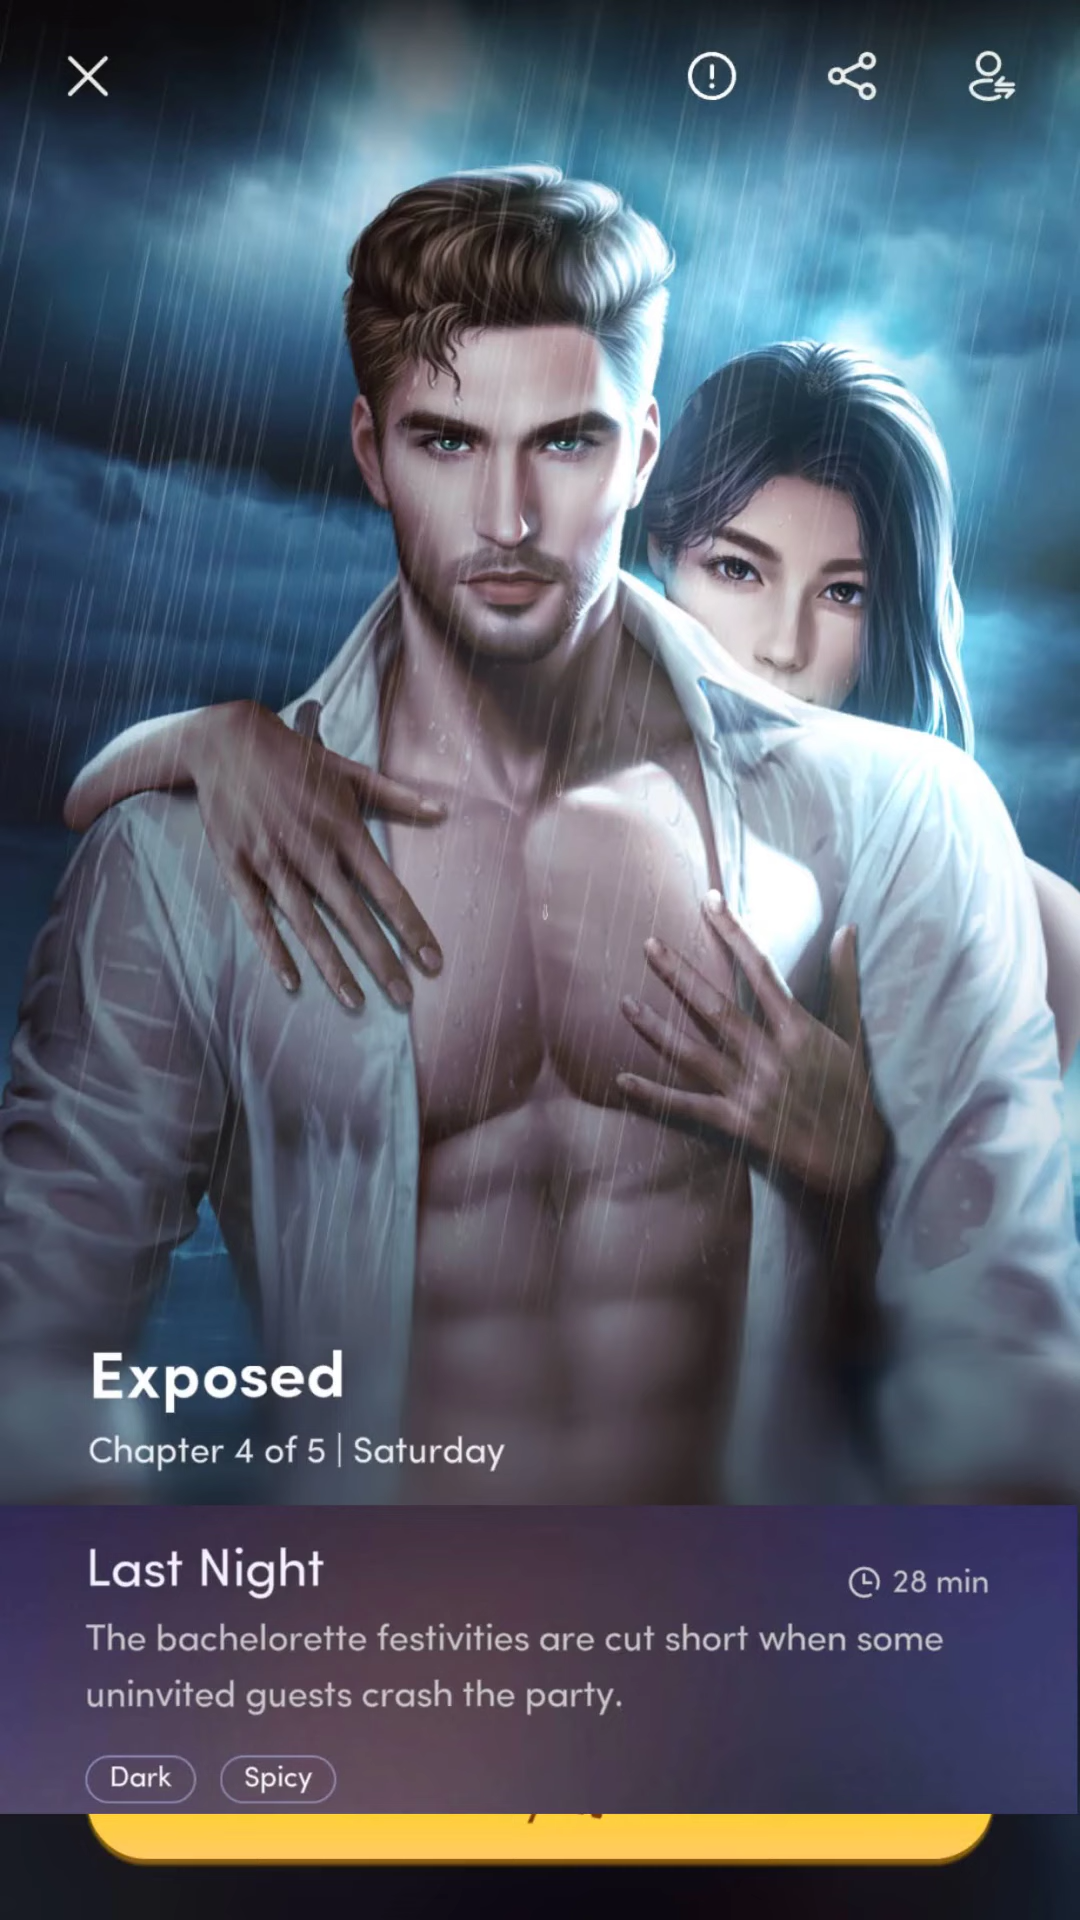 Exposed
Chapter 4 of 5 | Saturday
Last Night
28 min
The bachelorette festivities are cut short when some
uninvited guests crash the party.
Dark
Spicy